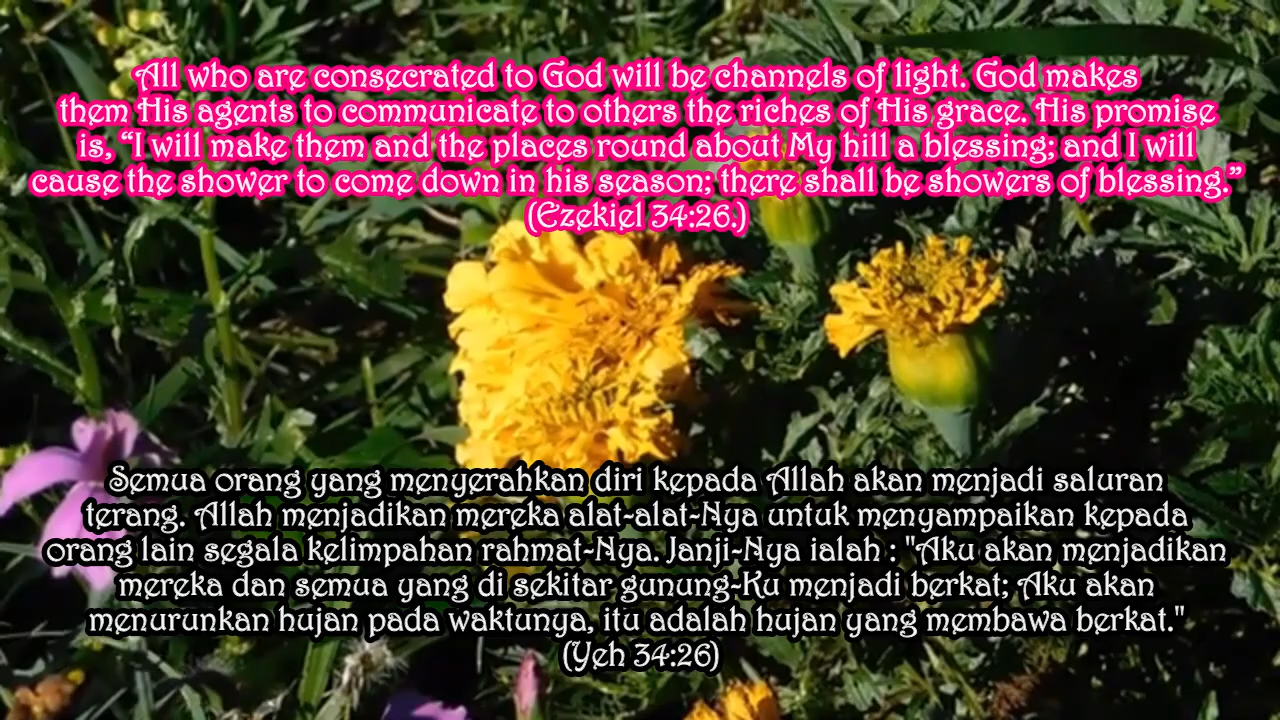 All who are consecrated to God will be channels of light. God makes
them His agents to communicate to others the riches of His grace. His promise
is, “I will make them and the places round about My hill a blessing; and I will
cause the shower to come down in his season; there shall be showers of blessing.”
(Ezekiel 34:26.)
Semua orang yang menyerahkan diri kepada Allah akan menjadi saluran
terang. Allah menjadikan mereka alat-alat-Nya untuk menyampaikan kepada
orang lain segala kelimpahan rahmat-Nya. Janji-Nya ialah : "Aku akan menjadikan
mereka dan semua yang di sekitar gunung-Ku menjadi berkat; Aku akan
menurunkan hujan pada waktunya, itu adalah hujan yang membawa berkat."
(Yeh 34:26)